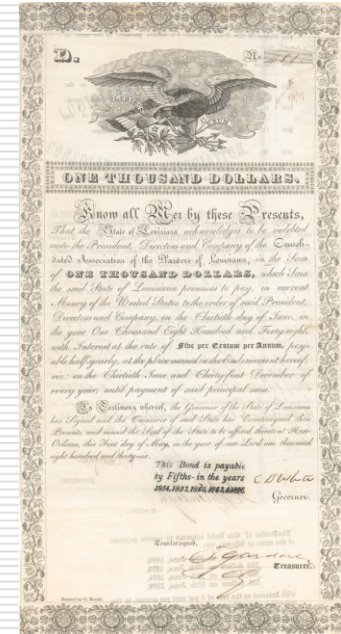 D.
No.
ONE THOUSAND DOLLARS.
Know all Men by these Presents,
That the State of Louisiana acknowledges to be indebted
unto the President, Directors and Company of the Consoli-
dated Association of the Planters of Louisiana, in the Sum
ONE THOUSAND DOLLARS, which Sum
the said State of Louisiana promises to pay, in current
Money of the United States to the order of said President,
Directors and Company, on the Thirtieth day of June, in
the year One Thousand Eight Hundred and Forty-eight,
with Interest at the rate of Five per Centum per Annum, pay-
able half-yearly, at the place named in the Endorsement hereof
viz: on the Thirtieth June and Thirty first December of
every year, until payment of said principal sum.
In Testimony whereof, the Governor of the State of Louisiana
has Signed and the Treasurer of said State has Countersigned these
Presents, and caused the Seal of the State to be affixed thereto at New-
Orleans, this First day of May, in the year of our Lord one thousand
eight hundred and thirty-six.
This Bond is payable
by Fifths in the years
Governor.
Countersigned,
Treasurer